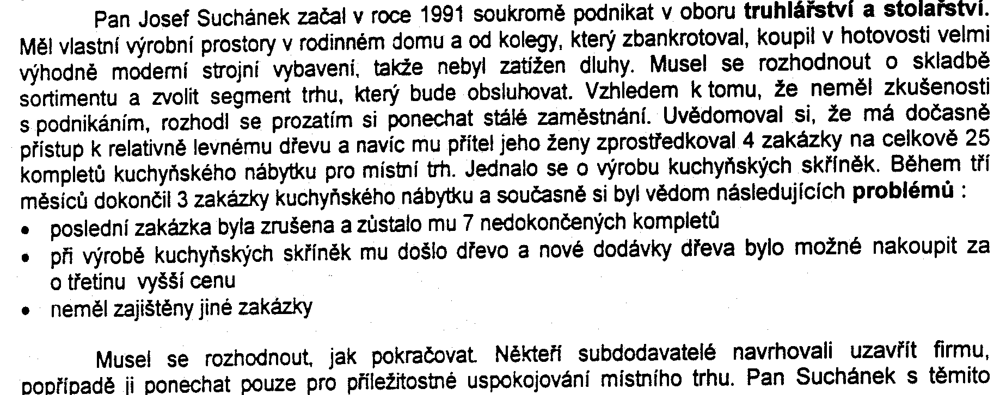 Pan Josef Suchánek začal v roce 1991 soukromě podnikat v oboru truhlářství a stolařství.
Měl vlastní výrobní prostory v rodinném domu a od kolegy, který zbankrotoval, koupil v hotovosti velmi
výhodně moderní strojní vybavení, takže nebyl zatížen dluhy. Musel se rozhodnout o skladbě
sortimentu a zvolit segment trhu, který bude obsluhovat. Vzhledem k tomu, že neměl zkušenosti
s podnikáním, rozhodl se prozatím si ponechat stálé zaměstnání. Uvědomoval si, že má dočasně
přístup k relativně levnému dřevu a navíc mu přítel jeho ženy zprostředkoval 4 zakázky na celkově 25
kompletů kuchyňského nábytku pro místní trh. Jednalo se o výrobu kuchyňských skříněk. Během tří
měsíců dokončil 3 zakázky kuchyňského nábytku a současně si byl vědom následujících problémů :
• poslední zakázka byla zrušena a zůstalo mu 7 nedokončených kompletů
• při výrobě kuchyňských skříněk mu došlo dřevo a nové dodávky dřeva bylo možné nakoupit za
o třetinu vyšší cenu
• neměl zajištěny jiné zakázky
Musel se rozhodnout, jak pokračovat. Někteří subdodavatelé navrhovali uzavřít firmu,
popřípadě ji ponechat pouze pro příležitostné uspokojování místního trhu. Pan Suchánek s těmito